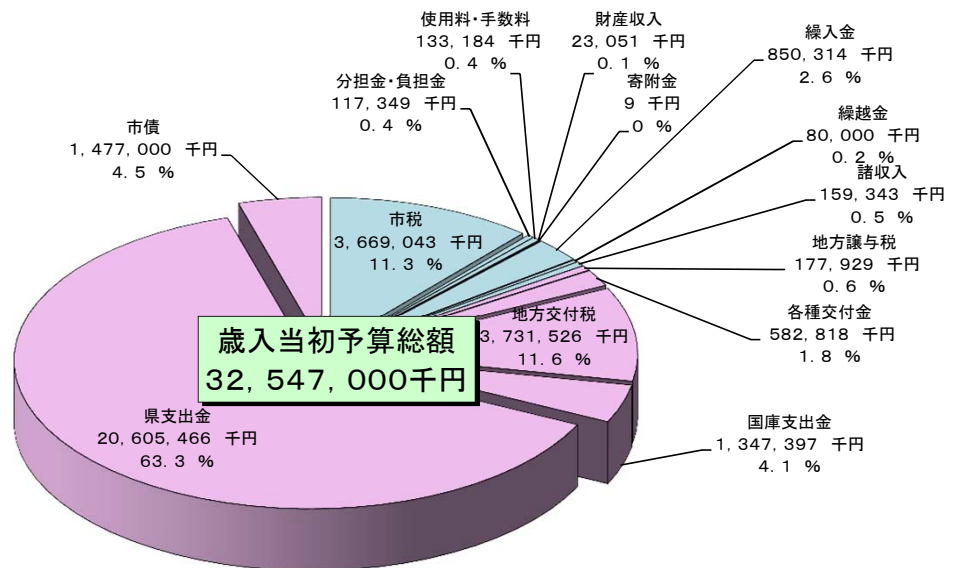 使用料・手数料
133,184 千円
0.4 %
財産収入
23,051 千円
0.1 %
繰入金
850,314 千円
2.6 %
分担金・負担金
117,349 千円
0.4 %
寄附金
9 千円
0 %
市債
1,477,000 千円
4.5 %
繰越金
80,000 千円
0.2 %
諸収入
159,343 千円
0.5 %
市税
3,669,043 千円
11.3 %
地方譲与税
177,929 千円
0.6 %
各種交付金
582,818 千円
1.8 %
地方交付税
3,731,526 千円
11.6 %
歳入当初予算総額
32,547,000千円
県支出金
20,605,466 千円
63.3 %
国庫支出金
1,347,397 千円
4.1 %